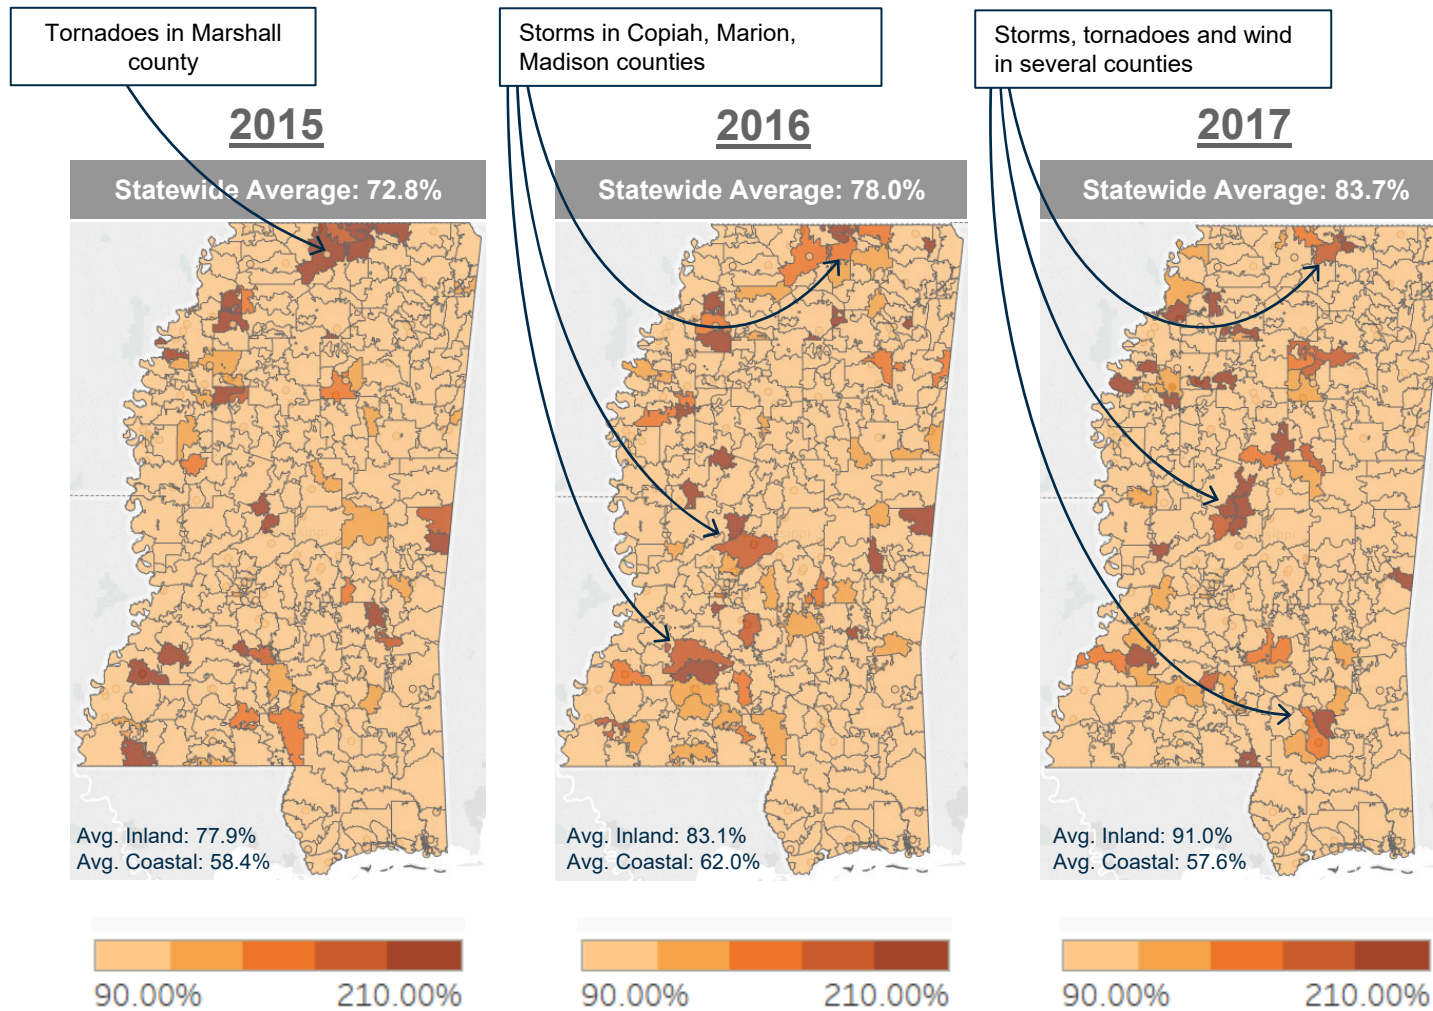 Tornadoes in Marshall
county
Storms in Copiah, Marion,
Madison counties
Storms, tornadoes and wind
in several counties
2015
2016
2017
Statewide Average: 72.8%
Statewide Average: 78.0%
Statewide Average: 83.7%
Avg. Inland: 77.9%
Avg. Coastal: 58.4%
Avg. Inland: 83.1%
Avg. Coastal: 62.0%
Avg. Inland: 91.0%
Avg. Coastal: 57.6%
90.00% 210.00%
90.00% 210.00%
90.00% 210.00%